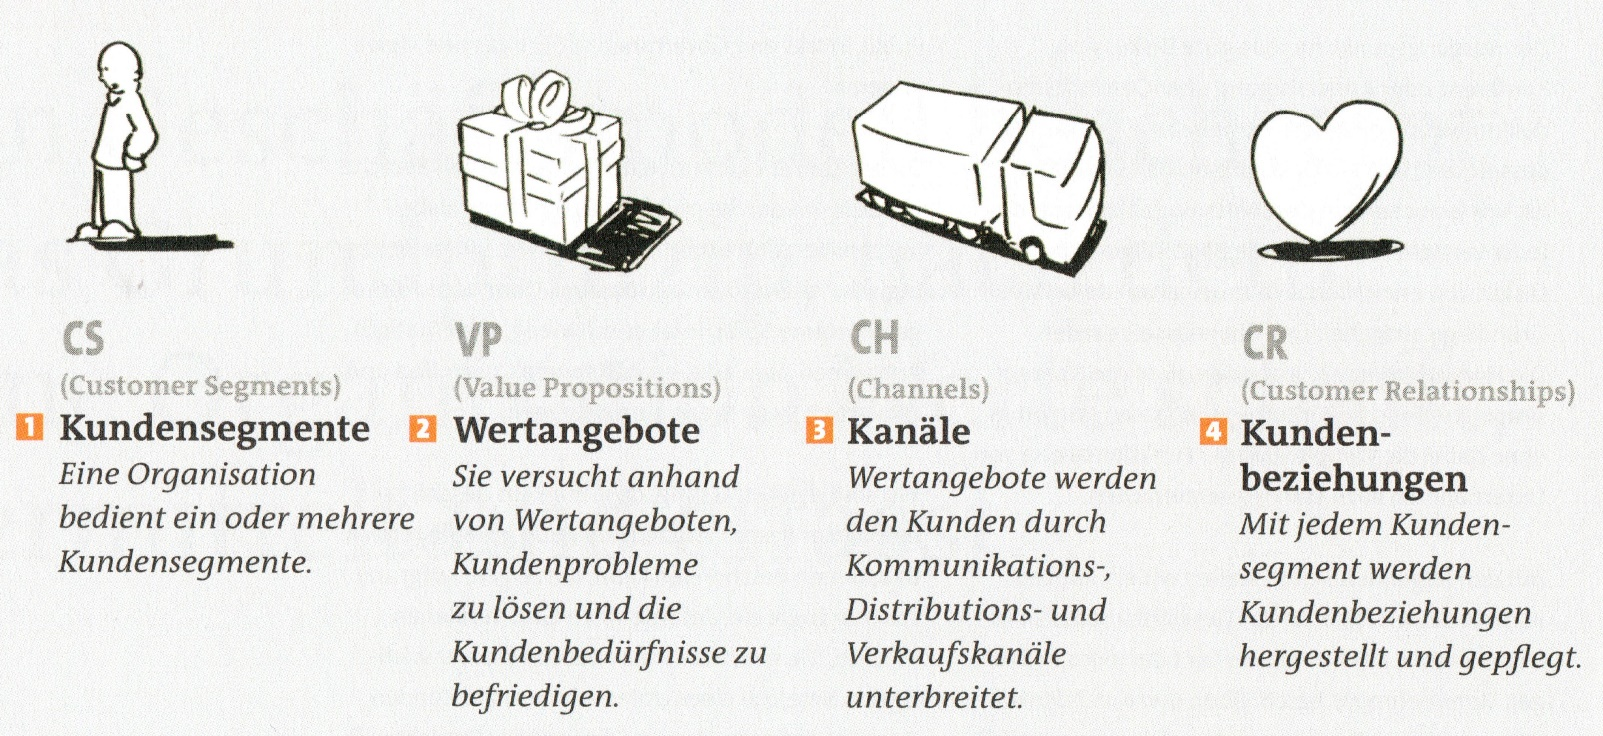 CS
(Customer Segments)
1 Kundensegmente
Eine Organisation
bedient ein oder mehrere
Kundensegmente.
VP
(Value Propositions)
2 Wertangebote
Sie versucht anhand
von Wertangeboten,
Kundenprobleme
zu lösen und die
Kundenbedürfnisse zu
befriedigen.
CH
(Channels)
3 Kanäle
Wertangebote werden
den Kunden durch
Kommunikations-,
Distributions- und
Verkaufskanäle
unterbreitet.
CR
(Customer Relationships)
4 Kunden-
beziehungen
Mit jedem Kunden-
segment werden
Kundenbeziehungen
hergestellt und gepflegt.